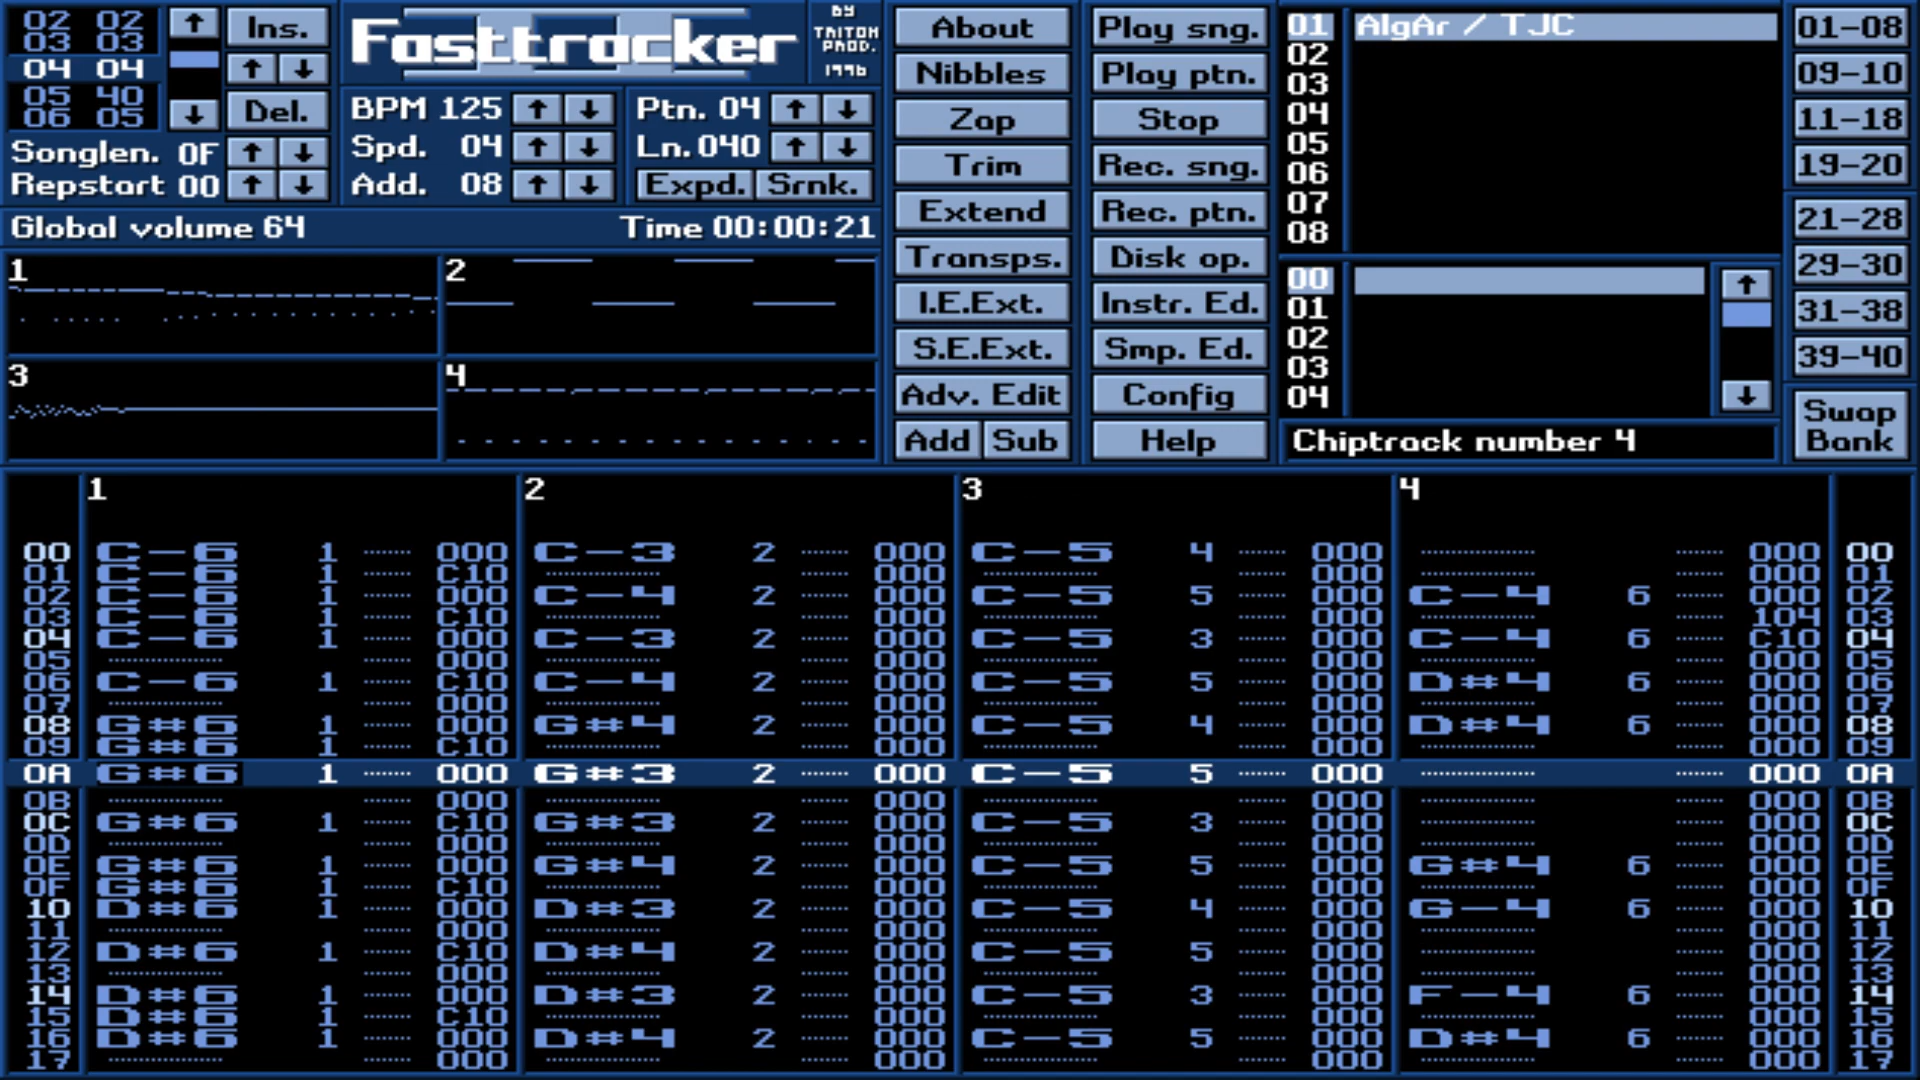 02 02
03 03
04 04
05 40
06 05
Ins.
Del.
Songlen. 0F
Repstart 00
Fasttracker
BY
TRITON
PROD.
1996
BPM 125
Spd. 04
Add. 08
Ptn. 04
Ln. 040
Expd. Srnk.
Global volume 64
Time 00:00:21
1
2
3
4
About
Nibbles
Zap
Trim
Extend
Transps.
I.E.Ext.
S.E.Ext.
Adv. Edit
Add Sub
Play sng.
Play ptn.
Stop
Rec. sng.
Rec. ptn.
Disk op.
Instr. Ed.
Smp. Ed.
Config
Help
01 AlgAr / TJC
02
03
04
05
06
07
08
00
01
02
03
04
Chiptrack number 4
01-08
09-10
11-18
19-20
21-28
29-30
31-38
39-40
Swap
Bank
1 2 3 4
00 C-6 1 000 C-3 2 000 C-5 4 000 000 00
01 C-6 1 C10 000 000 000 01
02 C-6 1 000 C-4 2 000 C-5 5 000 C-4 6 000 02
03 C-6 1 C10 000 000 104 03
04 C-6 1 000 C-3 2 000 C-5 3 000 C-4 6 C10 04
05 000 000 000 000 05
06 C-6 1 C10 C-4 2 000 C-5 5 000 D#4 6 000 06
07 000 000 000 000 07
08 G#6 1 000 G#4 2 000 C-5 4 000 D#4 6 000 08
09 G#6 1 C10 000 000 000 09
0A G#6 1 000 G#3 2 000 C-5 5 000 000 0A
0B 000 000 000 000 0B
0C G#6 1 C10 G#3 2 000 C-5 3 000 000 0C
0D 000 000 000 000 0D
0E G#6 1 000 G#4 2 000 C-5 5 000 G#4 6 000 0E
0F G#6 1 C10 000 000 000 0F
10 D#6 1 000 D#3 2 000 C-5 4 000 G-4 6 000 10
11 000 000 000 000 11
12 D#6 1 C10 D#4 2 000 C-5 5 000 000 12
13 000 000 000 000 13
14 D#6 1 000 D#3 2 000 C-5 3 000 F-4 6 000 14
15 D#6 1 C10 000 000 000 15
16 D#6 1 000 D#4 2 000 C-5 5 000 D#4 6 000 16
17 000 000 000 000 17